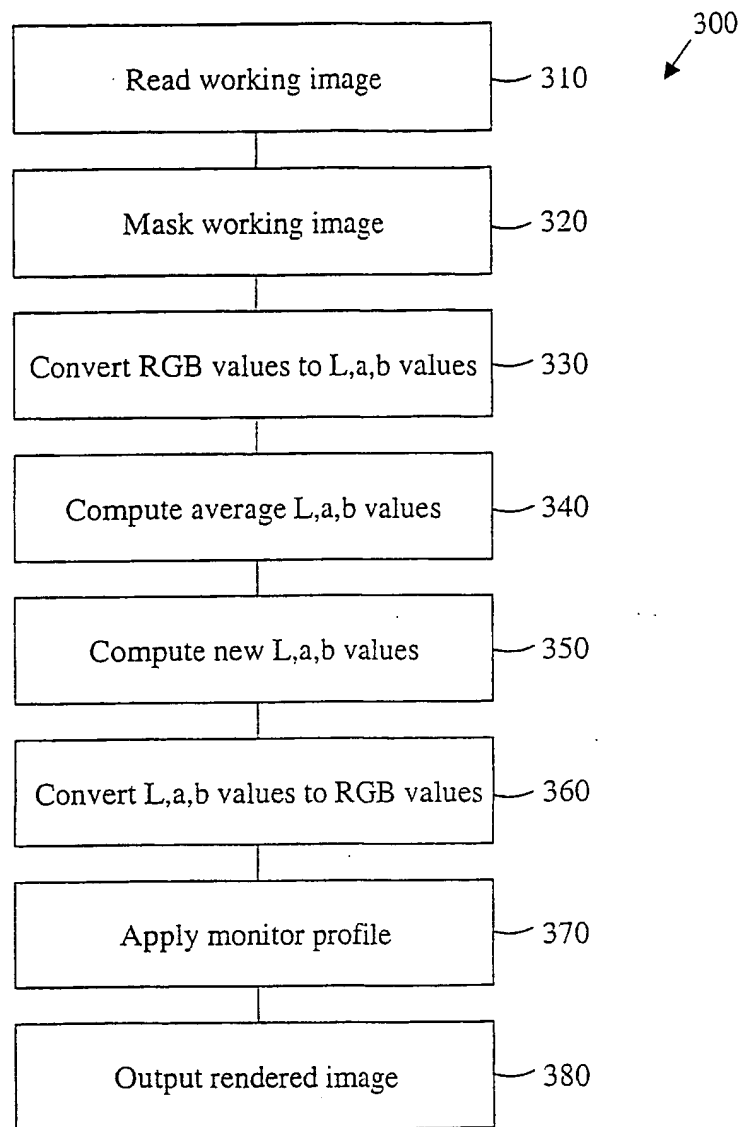 300
Read working image 310
Mask working image 320
Convert RGB values to L,a,b values 330
Compute average L,a,b values 340
Compute new L,a,b values 350
Convert L,a,b values to RGB values 360
Apply monitor profile 370
Output rendered image 380